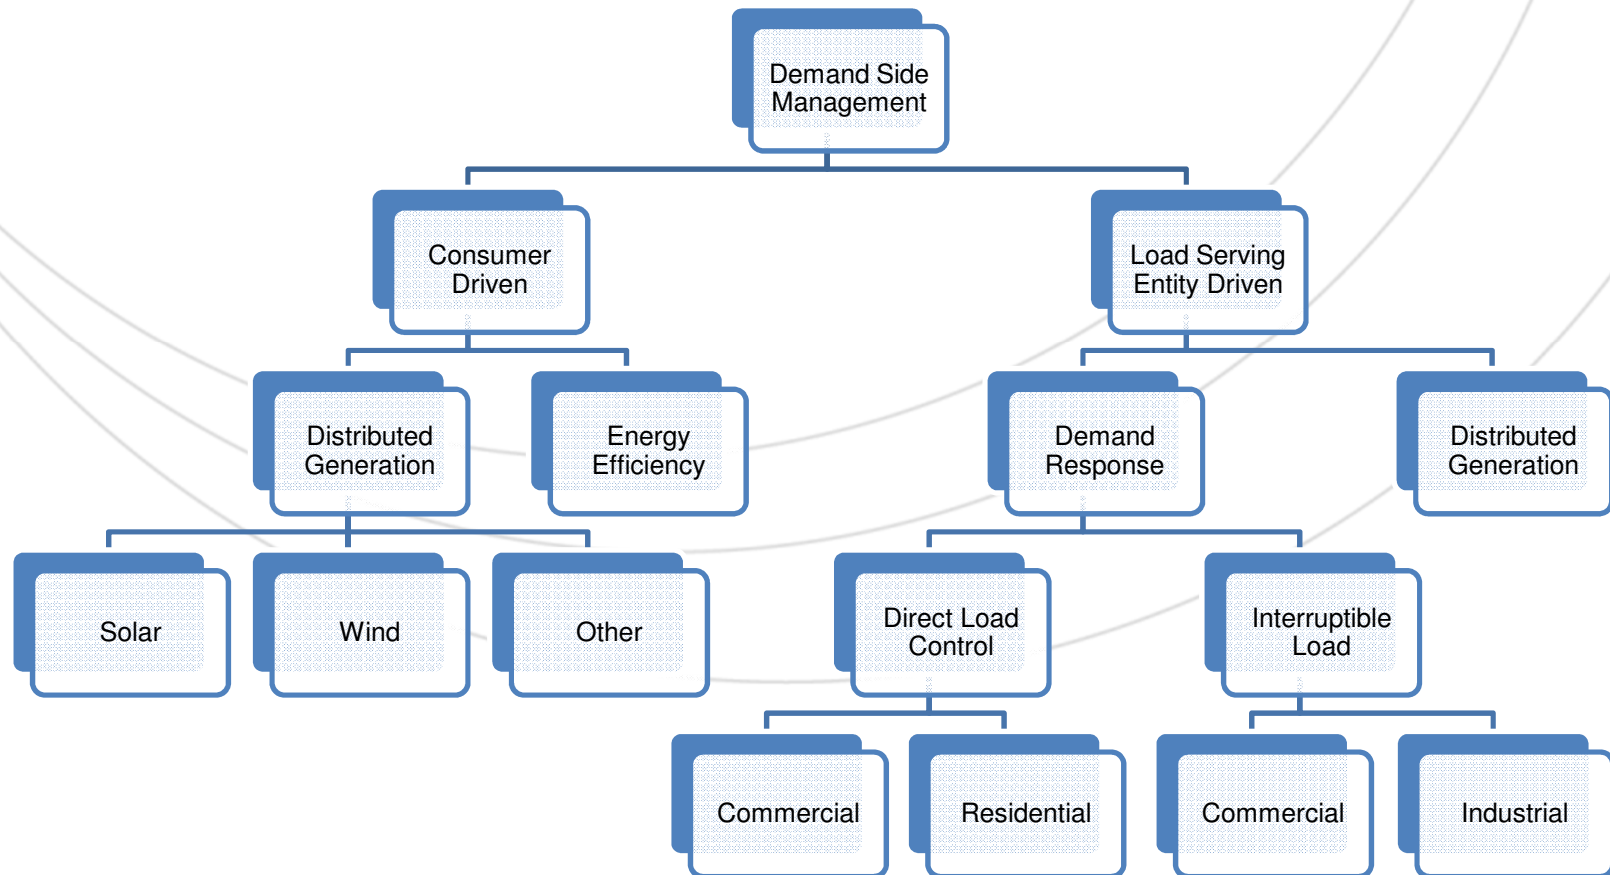 Demand Side
Management
Consumer
Driven
Load Serving
Entity Driven
Distributed
Generation
Energy
Efficiency
Demand
Response
Distributed
Generation
Solar
Wind
Other
Direct Load
Control
Interruptible
Load
Commercial
Residential
Commercial
Industrial